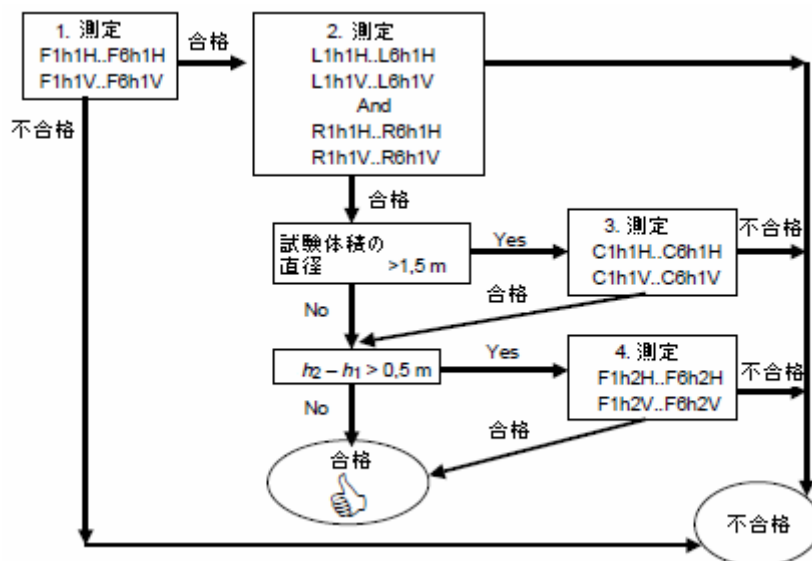 1. 測定
F1h1H..F6h1H
F1h1V..F6h1V
合格
2. 測定
L1h1H..L6h1H
L1h1V..L6h1V
And
R1h1H..R6h1H
R1h1V..R6h1V
不合格
合格
試験体積の
直径 >1,5 m
Yes
3. 測定
C1h1H..C6h1H
C1h1V..C6h1V
不合格
No
合格
h2 – h1 > 0,5 m
Yes
4. 測定
F1h2H..F6h2H
F1h2V..F6h2V
不合格
No
合格
合格
不合格